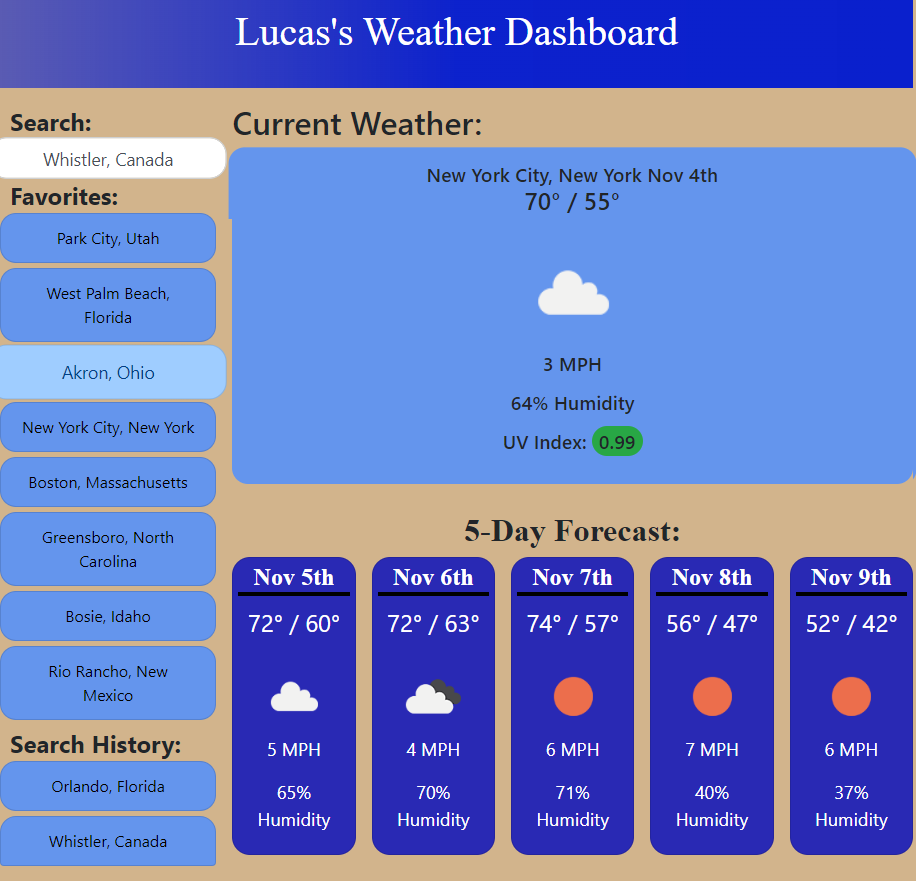 Lucas's Weather Dashboard
Search:
Whistler, Canada
Favorites:
Park City, Utah
West Palm Beach,
Florida
Akron, Ohio
New York City, New York
Boston, Massachusetts
Greensboro, North
Carolina
Bosie, Idaho
Rio Rancho, New
Mexico
Search History:
Orlando, Florida
Whistler, Canada
Current Weather:
New York City, New York Nov 4th
70° / 55°
3 MPH
64% Humidity
UV Index: 0.99
5-Day Forecast:
Nov 5th
72° / 60°
5 MPH
65%
Humidity
Nov 6th
72° / 63°
4 MPH
70%
Humidity
Nov 7th
74° / 57°
6 MPH
71%
Humidity
Nov 8th
56° / 47°
7 MPH
40%
Humidity
Nov 9th
52° / 42°
6 MPH
37%
Humidity